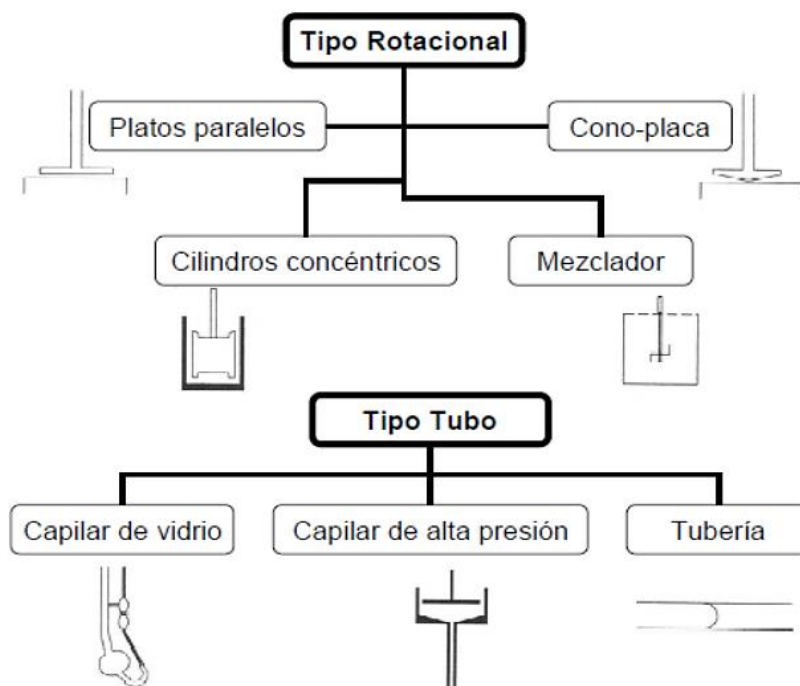 Tipo Rotacional
Platos paralelos
Cono-placa
Cilindros concéntricos
Mezclador
Tipo Tubo
Capilar de vidrio
Capilar de alta presión
Tubería